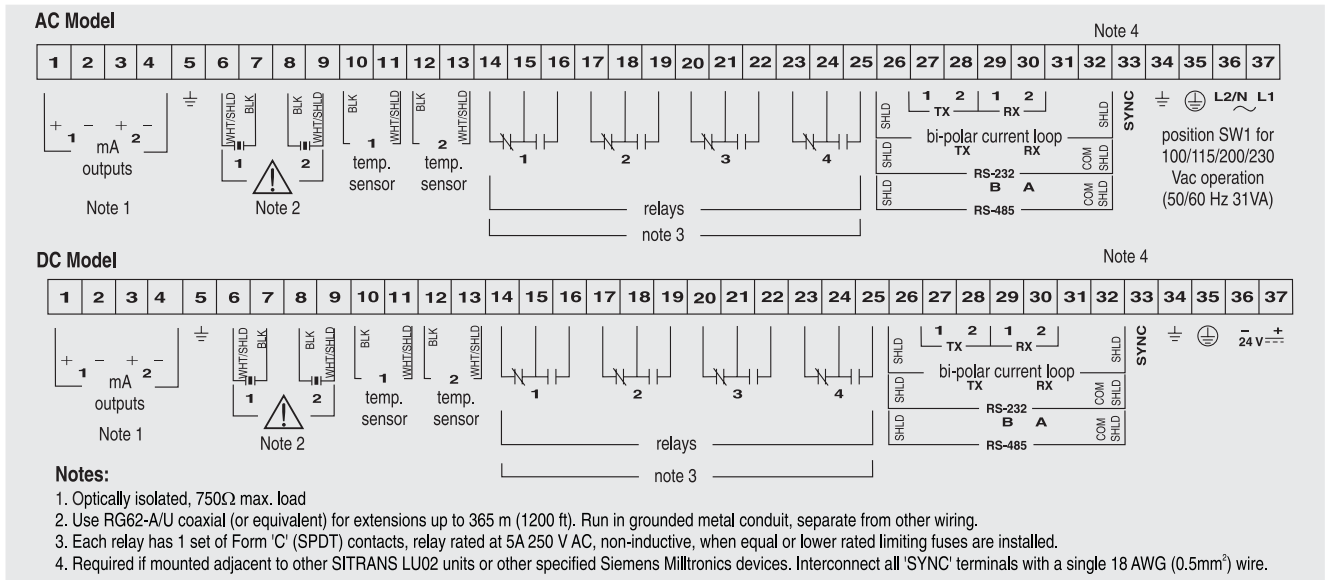 AC Model
Note 4
1 2 3 4 5 6 7 8 9 10 11 12 13 14 15 16 17 18 19 20 21 22 23 24 25 26 27 28 29 30 31 32 33 34 35 36 37
+ 1 - + 2 -
mA
outputs
Note 1
WHT/SHLD BLK
BLK WHT/SHLD
1 2
Note 2
BLK WHT/SHLD
1
temp.
sensor
BLK WHT/SHLD
2
temp.
sensor
1 2 3 4
relays
note 3
SHLD 1 2 1 2 SHLD
TX RX
bi-polar current loop
SHLD TX RX COM SHLD
RS-232
SHLD B A COM SHLD
RS-485
SYNC
L2/N L1
position SW1 for
100/115/200/230
Vac operation
(50/60 Hz 31VA)
DC Model
Note 4
1 2 3 4 5 6 7 8 9 10 11 12 13 14 15 16 17 18 19 20 21 22 23 24 25 26 27 28 29 30 31 32 33 34 35 36 37
+ 1 - + 2 -
mA
outputs
Note 1
WHT/SHLD BLK
BLK WHT/SHLD
1 2
Note 2
BLK WHT/SHLD
1
temp.
sensor
BLK WHT/SHLD
2
temp.
sensor
1 2 3 4
relays
note 3
SHLD 1 2 1 2 SHLD
TX RX
bi-polar current loop
SHLD TX RX COM SHLD
RS-232
SHLD B A COM SHLD
RS-485
SYNC
- +
24 V
Notes:
1. Optically isolated, 750Ω max. load
2. Use RG62-A/U coaxial (or equivalent) for extensions up to 365 m (1200 ft). Run in grounded metal conduit, separate from other wiring.
3. Each relay has 1 set of Form 'C' (SPDT) contacts, relay rated at 5A 250 V AC, non-inductive, when equal or lower rated limiting fuses are installed.
4. Required if mounted adjacent to other SITRANS LU02 units or other specified Siemens Milltronics devices. Interconnect all 'SYNC' terminals with a single 18 AWG (0.5mm²) wire.